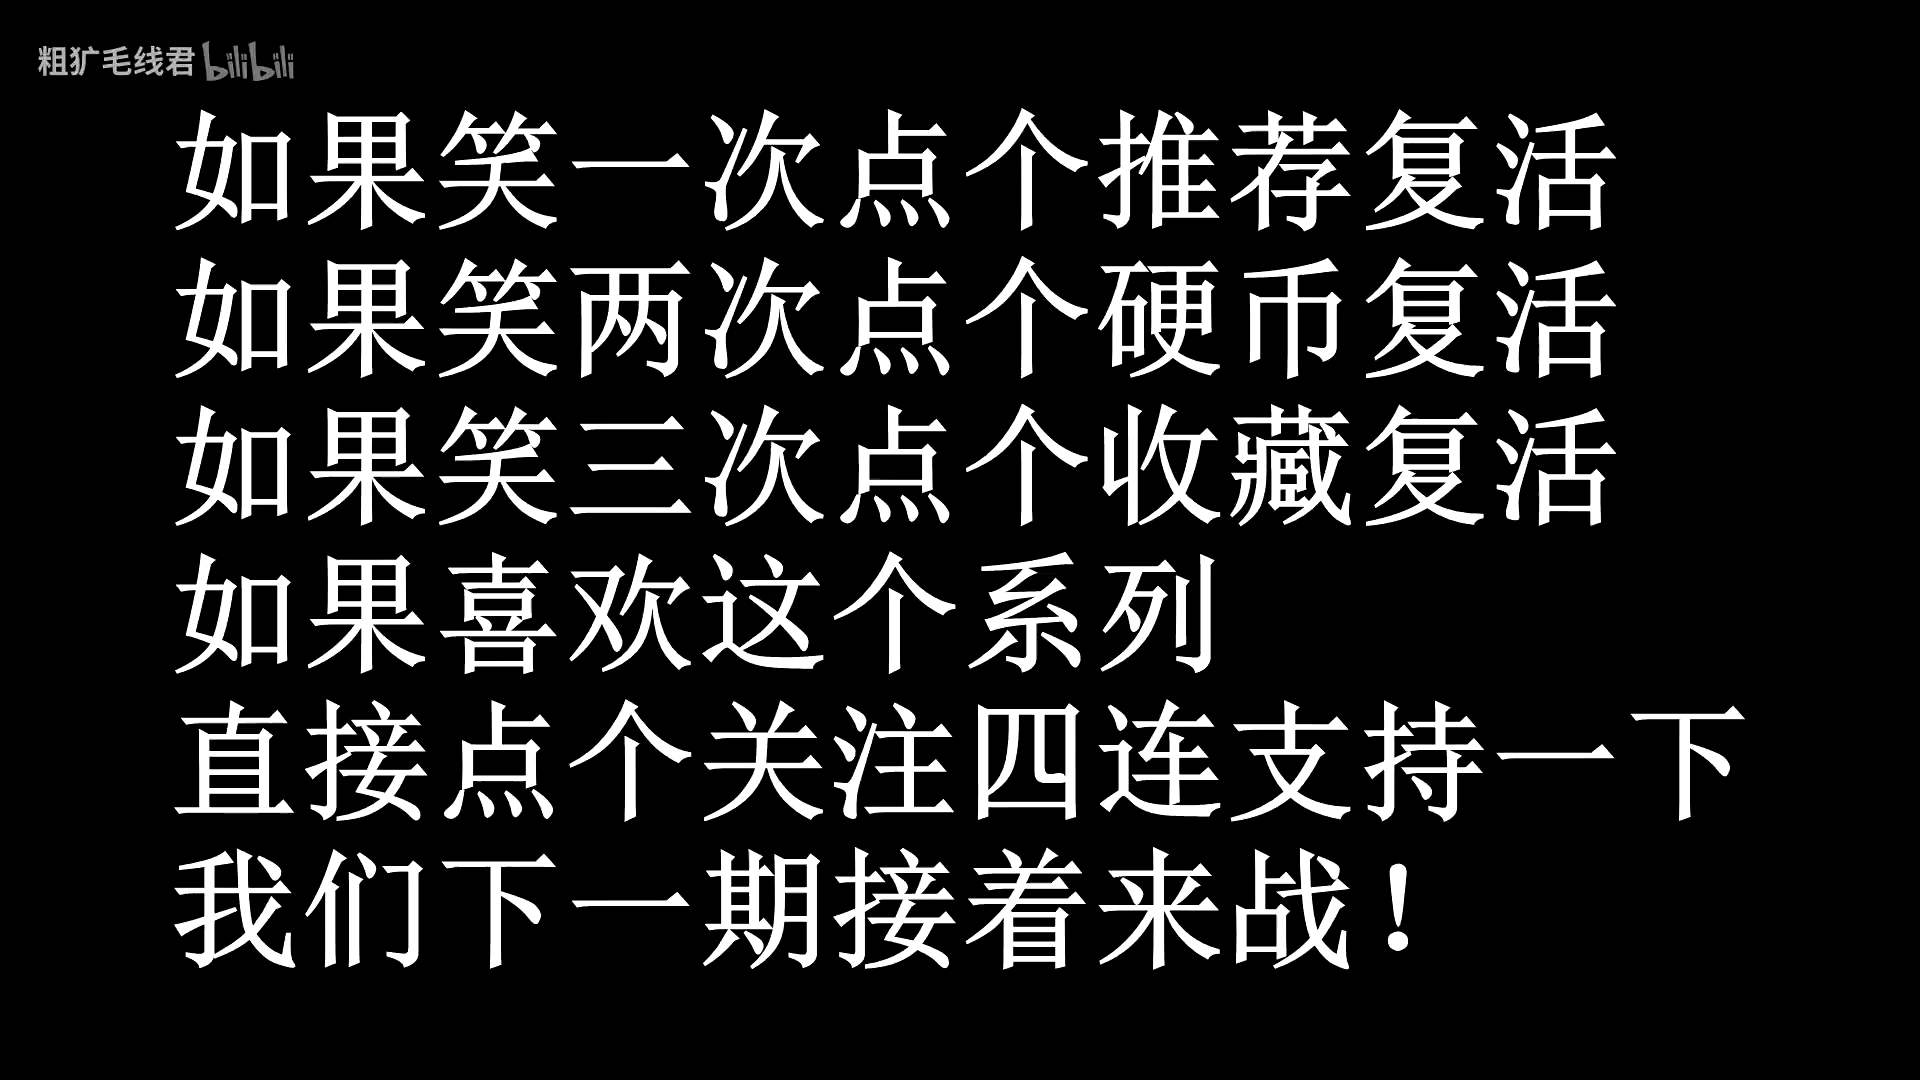 粗犷毛线君 bilibili
如果笑一次点个推荐复活
如果笑两次点个硬币复活
如果笑三次点个收藏复活
如果喜欢这个系列
直接点个关注四连支持一下
我们下一期接着来战！